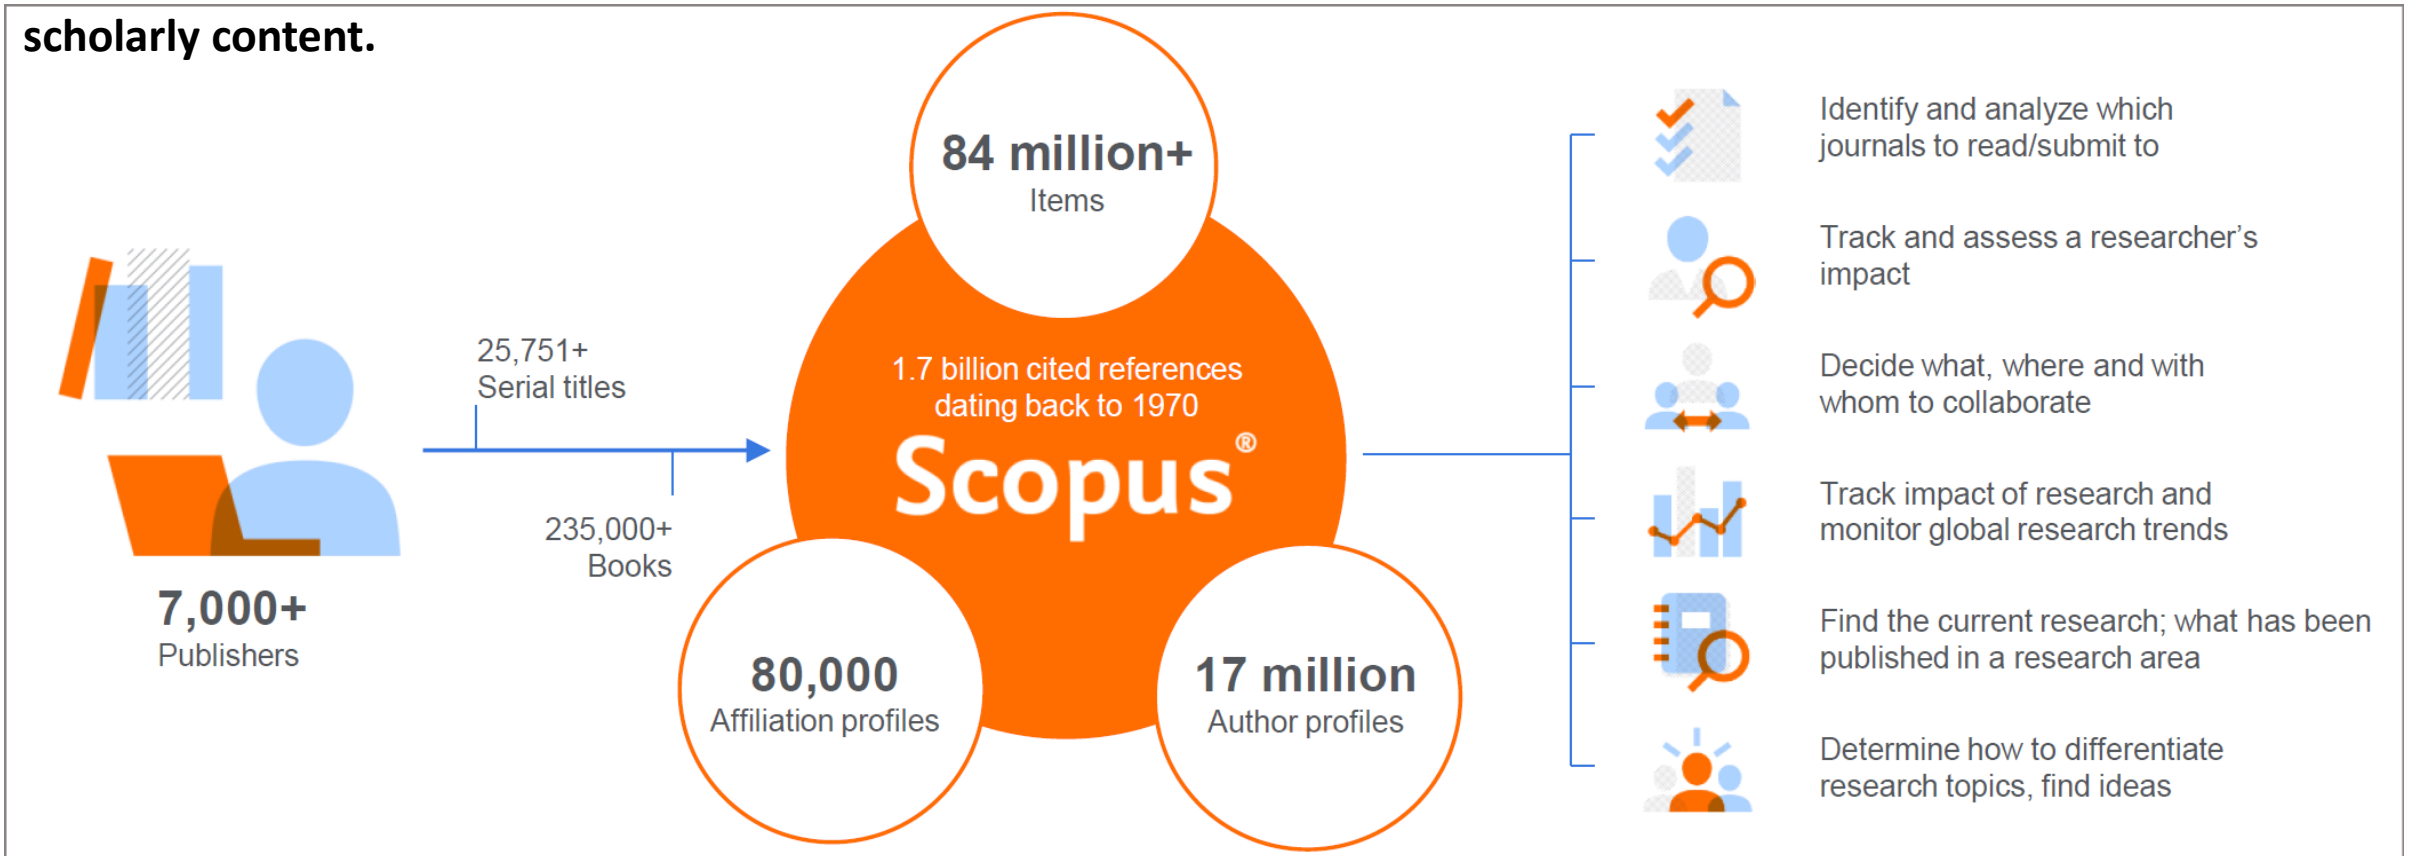 scholarly content.
7,000+
Publishers
25,751+
Serial titles
235,000+
Books
84 million+
Items
1.7 billion cited references
dating back to 1970
Scopus®
80,000
Affiliation profiles
17 million
Author profiles
Identify and analyze which
journals to read/submit to
Track and assess a researcher’s
impact
Decide what, where and with
whom to collaborate
Track impact of research and
monitor global research trends
Find the current research; what has been
published in a research area
Determine how to differentiate
research topics, find ideas